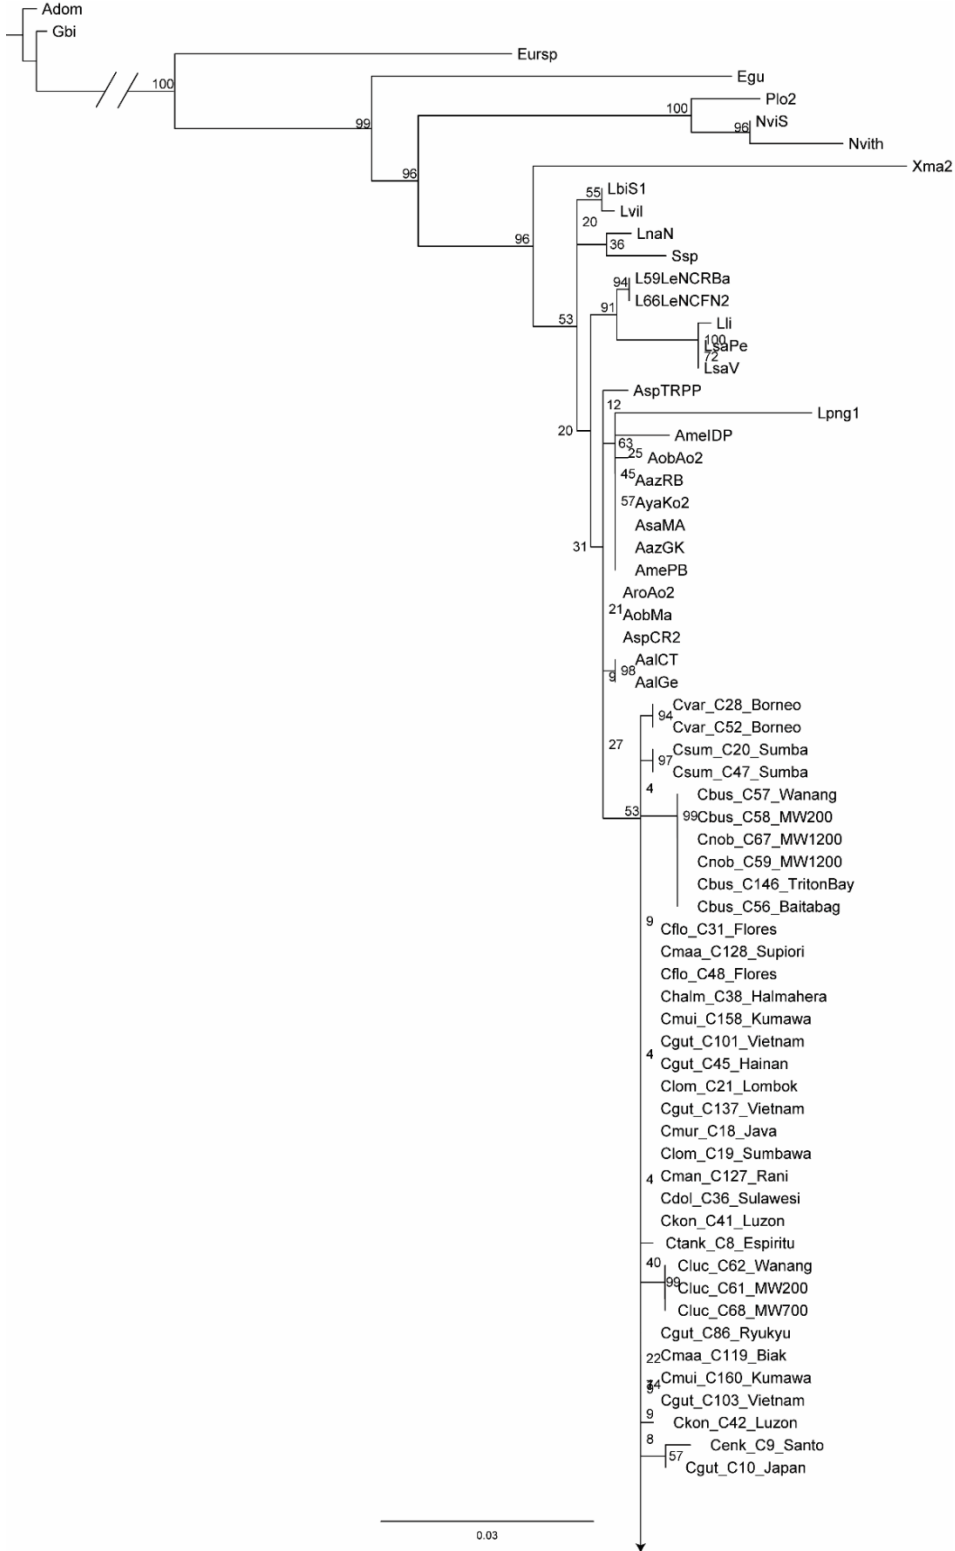 Adom
Gbi
Eursp
100
Egu
Plo2
100
NviS
96
99
Nvith
Xma2
96
LbiS1
55
Lvil
20
LnaN
96
36
Ssp
L59LeNCRBa
94
L66LeNCFN2
91
53
Lli
100
LsaPe
72
LsaV
AspTRPP
12
Lpng1
20
AmelDP
63
25
AobAo2
45
AazRB
57
AyaKo2
AsaMA
31
AazGK
AmePB
AroAo2
21
AobMa
AspCR2
AalCT
98
9
AalGe
Cvar_C28_Borneo
94
Cvar_C52_Borneo
27
Csum_C20_Sumba
97
Csum_C47_Sumba
4
Cbus_C57_Wanang
53
99
Cbus_C58_MW200
Cnob_C67_MW1200
Cnob_C59_MW1200
Cbus_C146_TritonBay
Cbus_C56_Baitabag
9
Cflo_C31_Flores
Cmaa_C128_Supiori
Cflo_C48_Flores
Chalm_C38_Halmahera
Cmui_C158_Kumawa
Cgut_C101_Vietnam
4
Cgut_C45_Hainan
Clom_C21_Lombok
Cgut_C137_Vietnam
Cmur_C18_Java
Clom_C19_Sumbawa
4
Cman_C127_Rani
Cdol_C36_Sulawesi
Ckon_C41_Luzon
Ctank_C8_Espiritu
40
Cluc_C62_Wanang
99
Cluc_C61_MW200
Cluc_C68_MW700
Cgut_C86_Ryukyu
22
Cmaa_C119_Biak
Cmui_C160_Kumawa
Cgut_C103_Vietnam
9
Ckon_C42_Luzon
8
Cenk_C9_Santo
57
Cgut_C10_Japan
0.03